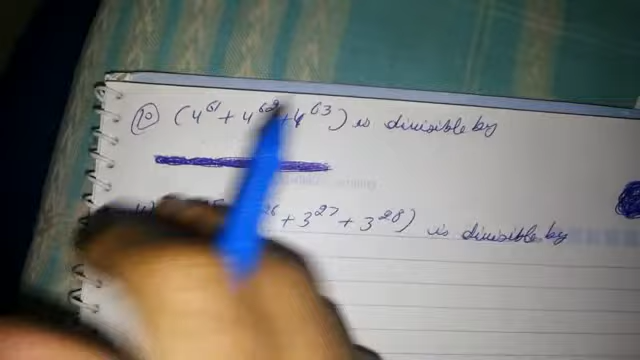 10 (4^61 + 4^62 + 4^63) is divisible by
+ 3^27 + 3^28) is divisible by